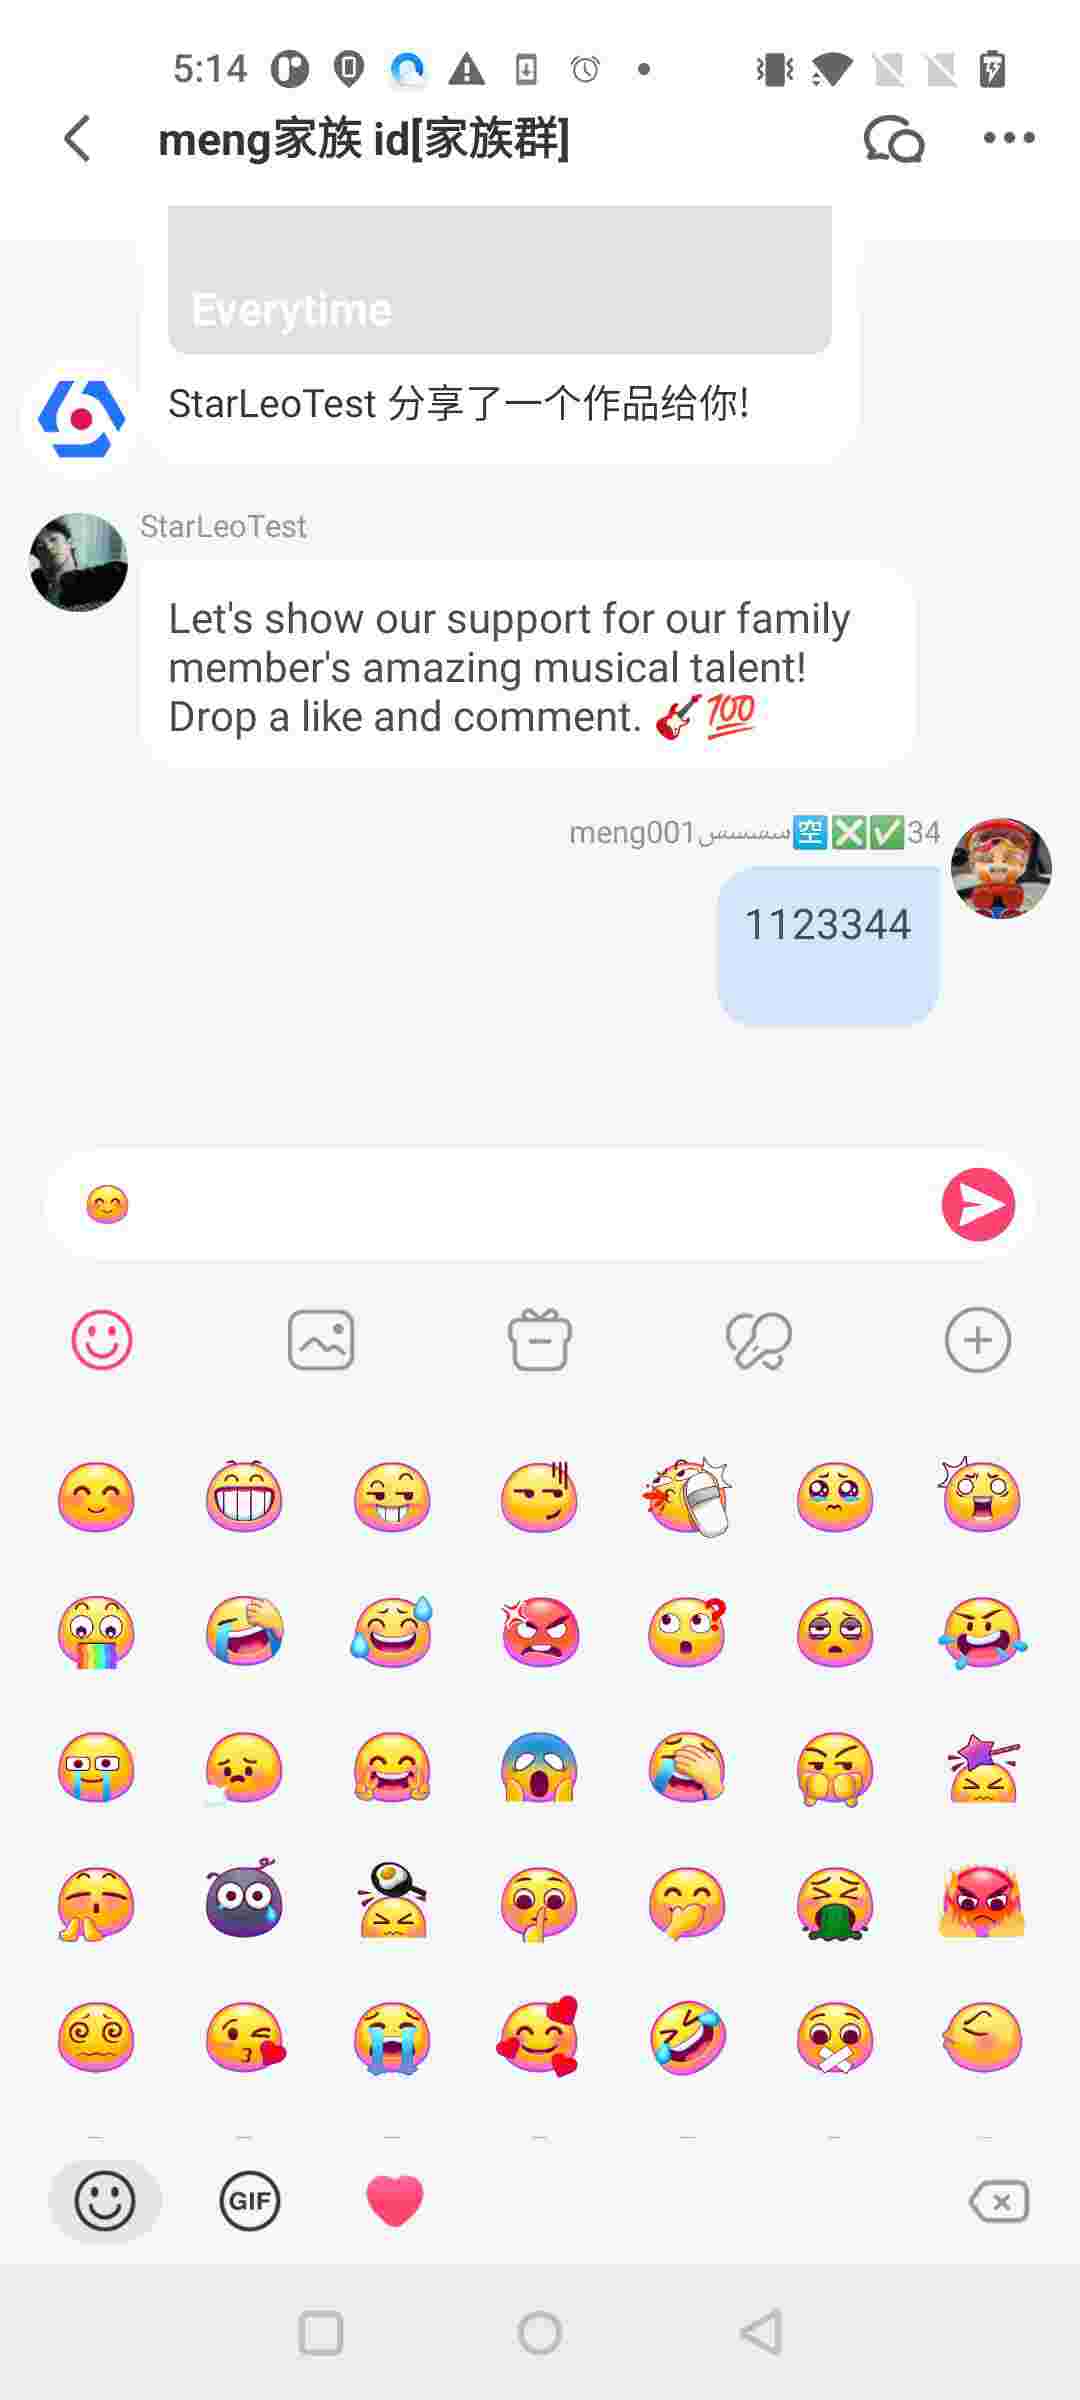 5:14
meng家族 id[家族群]
Everytime
StarLeoTest 分享了一个作品给你!
StarLeoTest
Let's show our support for our family
member's amazing musical talent!
Drop a like and comment. 🎸💯
meng001سسسس🈳❎✅34
1123344
GIF